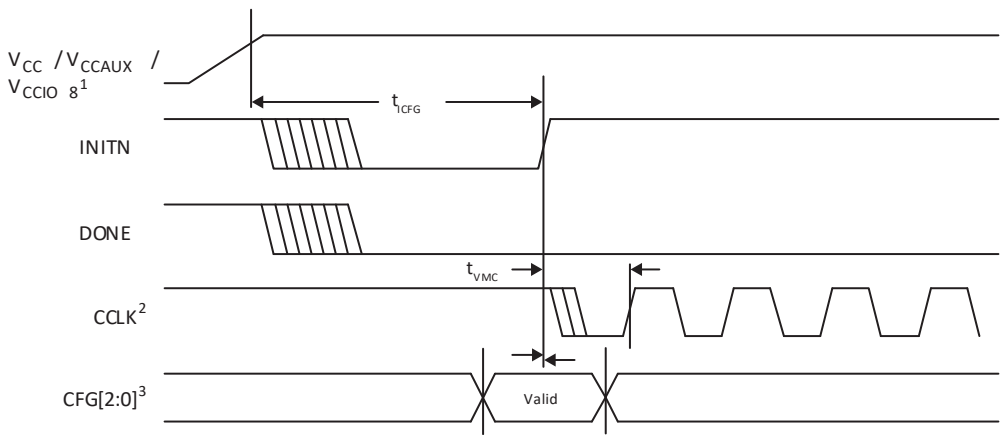 V_CC / V_CCAUX /
V_CCIO 8^1
t_ICFG
INITN
DONE
t_VMC
CCLK^2
CFG[2:0]^3
Valid